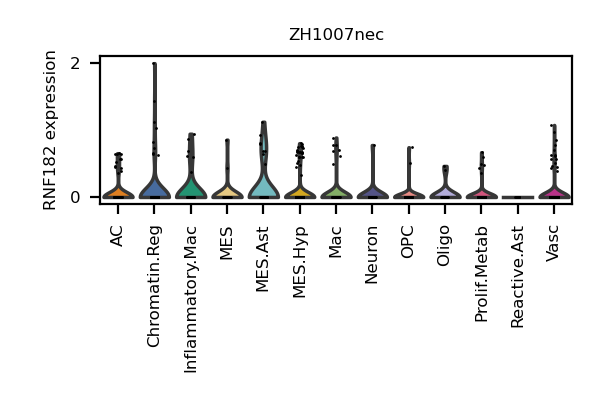 ZH1007nec
RNF182 expression
2
0
AC
Chromatin.Reg
Inflammatory.Mac
MES
MES.Ast
MES.Hyp
Mac
Neuron
OPC
Oligo
Prolif.Metab
Reactive.Ast
Vasc